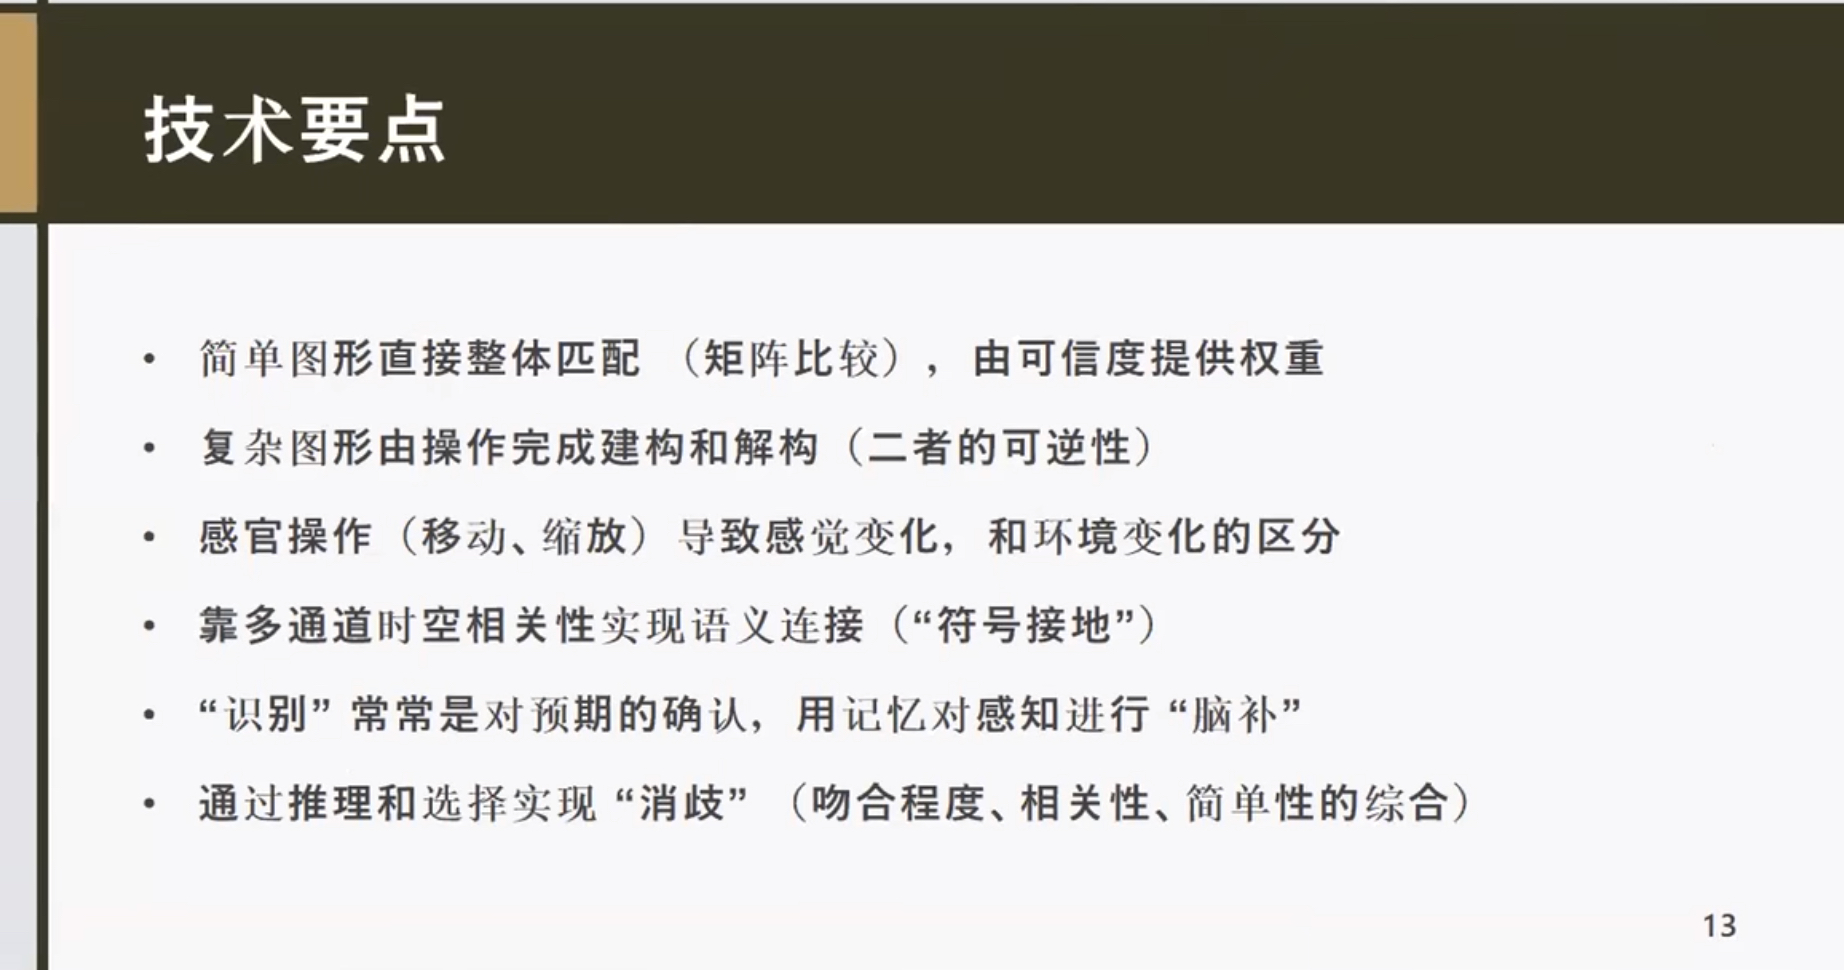 技术要点
• 简单图形直接整体匹配 （矩阵比较），由可信度提供权重
• 复杂图形由操作完成建构和解构（二者的可逆性）
• 感官操作（移动、缩放）导致感觉变化，和环境变化的区分
• 靠多通道时空相关性实现语义连接（“符号接地”）
• “识别” 常常是对预期的确认，用记忆对感知进行 “脑补”
• 通过推理和选择实现 “消歧” （吻合程度、相关性、简单性的综合）
13